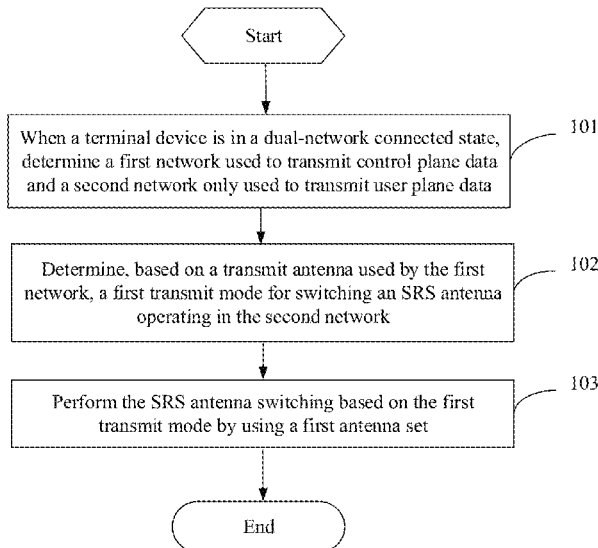 Start
When a terminal device is in a dual-network connected state,
determine a first network used to transmit control plane data
and a second network only used to transmit user plane data
101
Determine, based on a transmit antenna used by the first
network, a first transmit mode for switching an SRS antenna
operating in the second network
102
Perform the SRS antenna switching based on the first
transmit mode by using a first antenna set
103
End